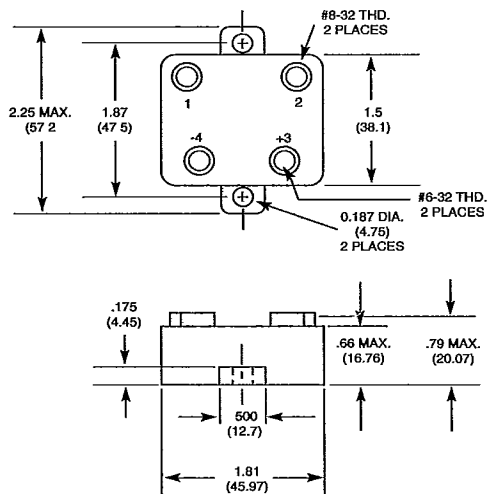 #8-32 THD.
2 PLACES
2.25 MAX.
(57 2
1.87
(47 5)
1
2
-4
+3
1.5
(38.1)
#6-32 THD.
2 PLACES
0.187 DIA.
(4.75)
2 PLACES
.175
(4.45)
.66 MAX.
(16.76)
.79 MAX.
(20.07)
500
(12.7)
1.81
(45.97)